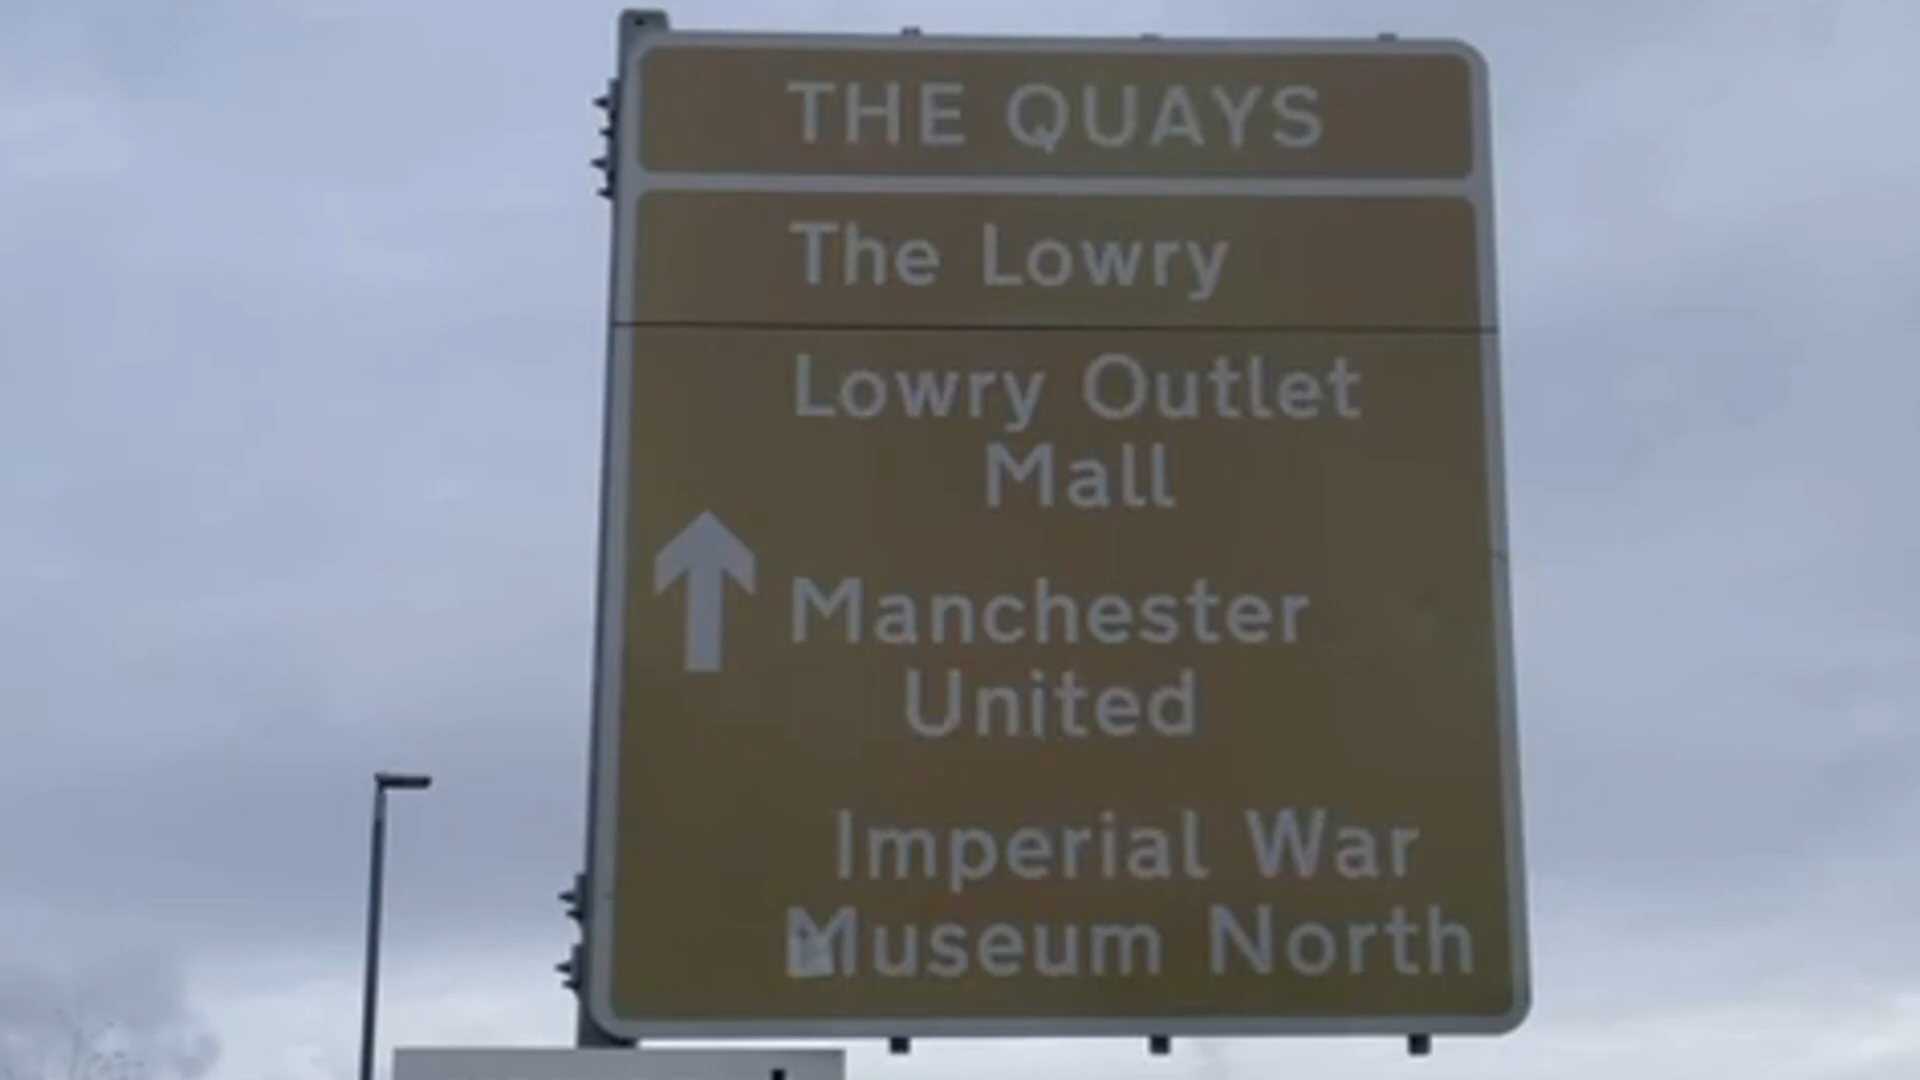 THE QUAYS
The Lowry
Lowry Outlet
Mall
Manchester
United
Imperial War
Museum North